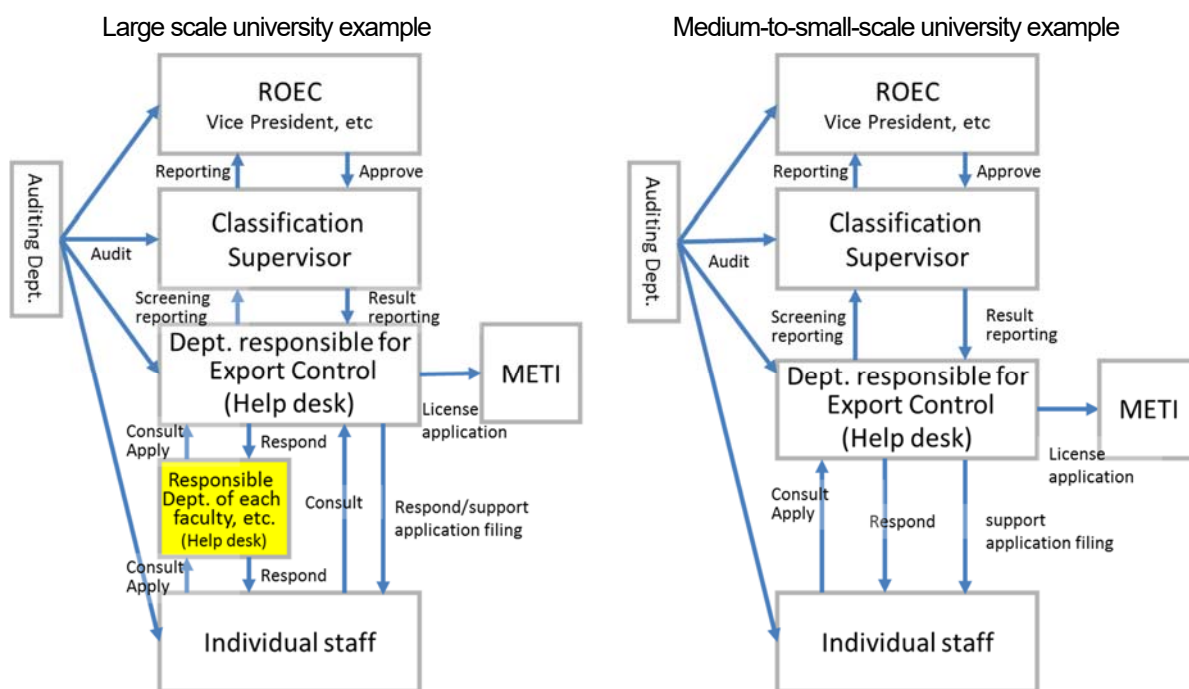 Large scale university example
ROEC
Vice President, etc
Reporting
Approve
Auditing Dept.
Classification
Supervisor
Audit
Screening
reporting
Result
reporting
Dept. responsible for
Export Control
(Help desk)
METI
License
application
Consult
Apply
Respond
Responsible
Dept. of each
faculty, etc.
(Help desk)
Consult
Respond/support
application filing
Consult
Apply
Respond
Individual staff
Medium-to-small-scale university example
ROEC
Vice President, etc
Reporting
Approve
Auditing Dept.
Classification
Supervisor
Audit
Screening
reporting
Result
reporting
Dept. responsible for
Export Control
(Help desk)
METI
License
application
Consult
Apply
Respond
support
application filing
Individual staff